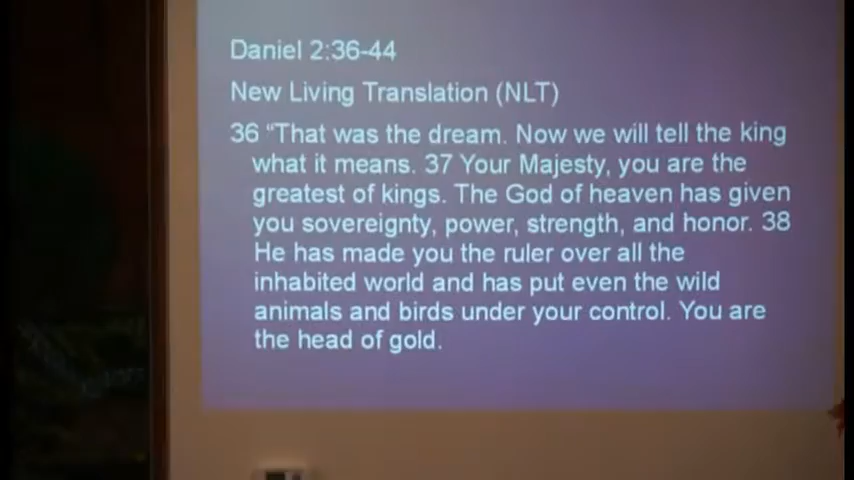 Daniel 2:36-44
New Living Translation (NLT)
36 “That was the dream. Now we will tell the king
what it means. 37 Your Majesty, you are the
greatest of kings. The God of heaven has given
you sovereignty, power, strength, and honor. 38
He has made you the ruler over all the
inhabited world and has put even the wild
animals and birds under your control. You are
the head of gold.